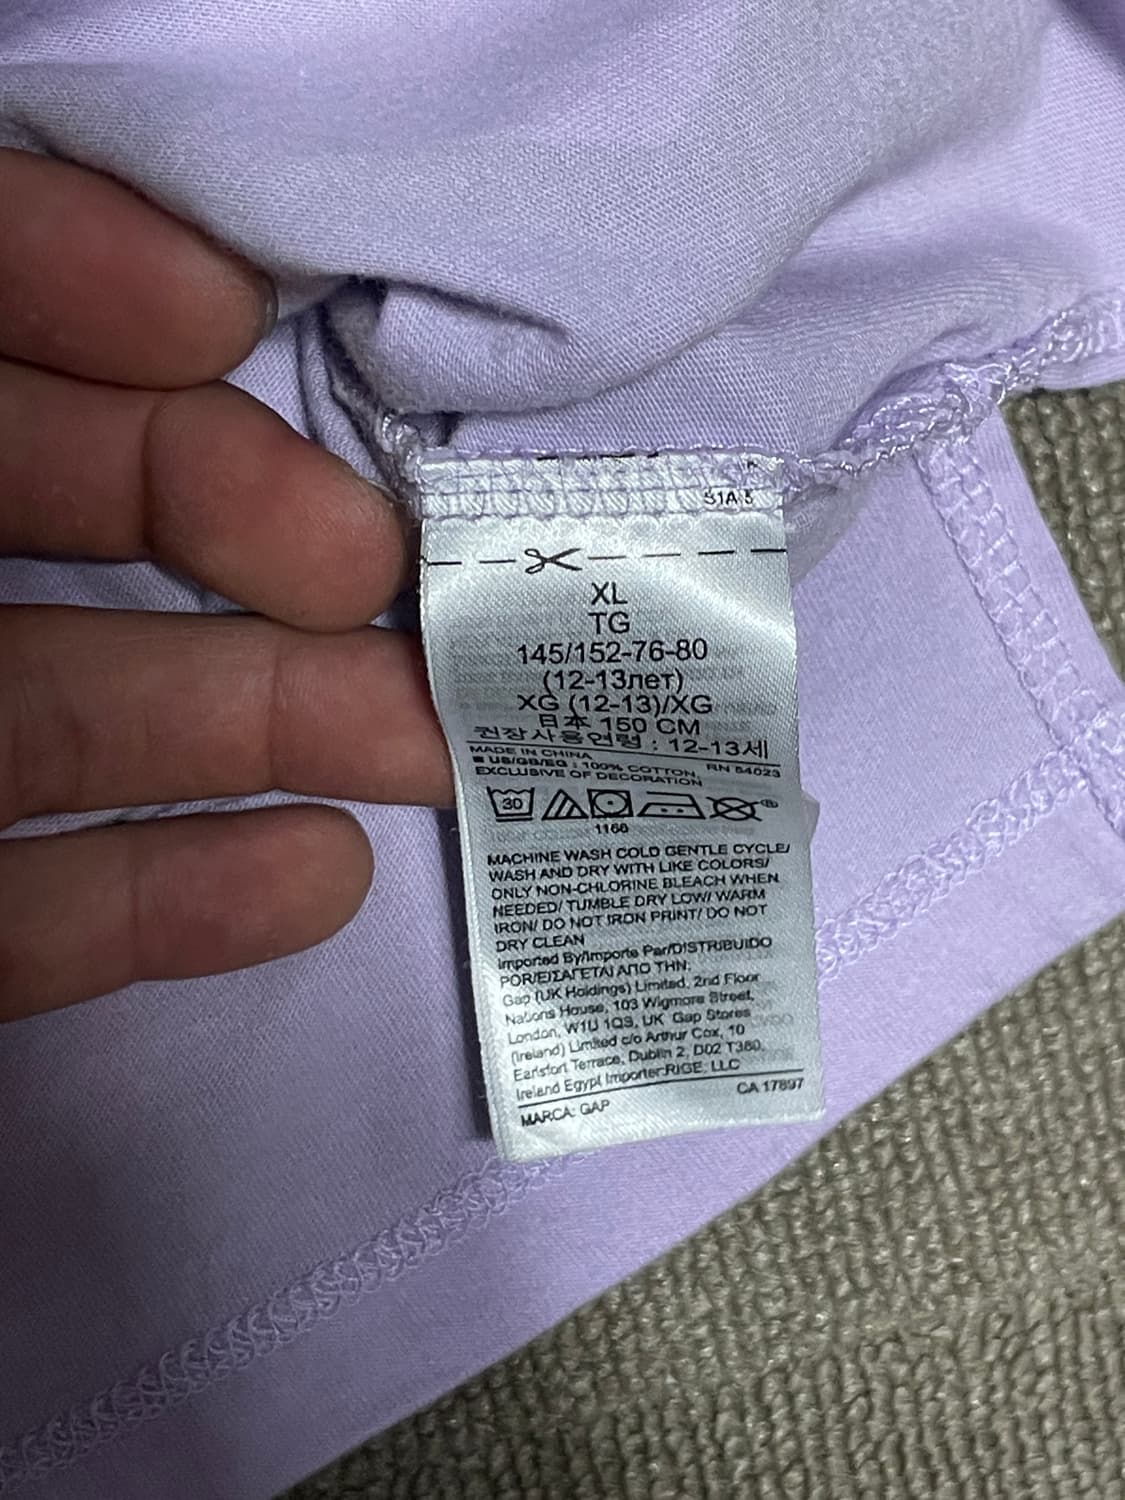 S1A 5
XL
TG
145/152-76-80
(12-13лет)
XG (12-13)/XG
日本 150 CM
권장사용연령 : 12-13세
MADE IN CHINA
RN 54023
■ US/GB/EG : 100% COTTON,
EXCLUSIVE OF DECORATION
30
1166
MACHINE WASH COLD GENTLE CYCLE/
WASH AND DRY WITH LIKE COLORS/
ONLY NON-CHLORINE BLEACH WHEN
NEEDED/ TUMBLE DRY LOW/ WARM
IRON/ DO NOT IRON PRINT/ DO NOT
DRY CLEAN
Imported By/Importe Par/DISTRIBUIDO
POR/ΕΙΣΑΓΕΤΑΙ ΑΠΟ ΤΗΝ:
Gap (UK Holdings) Limited, 2nd Floor
Nations House, 103 Wigmore Street,
London, W1U 1QS, UK Gap Stores
(Ireland) Limited c/o Arthur Cox, 10
Earlsfort Terrace, Dublin 2, D02 T380,
Ireland Egypt Importer:RIGE, LLC
CA 17897
MARCA: GAP